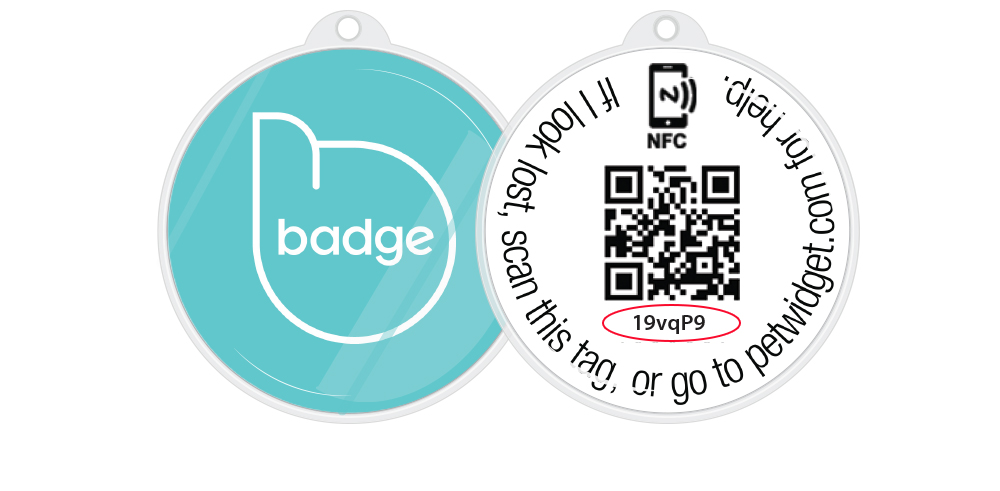 badge
NFC
If I look lost, scan this tag, or go to petwidget.com for help.
19vqP9